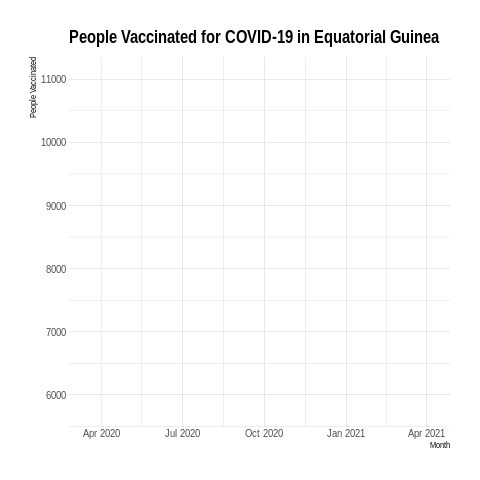 People Vaccinated for COVID-19 in Equatorial Guinea
People Vaccinated
11000
10000
9000
8000
7000
6000
Apr 2020 Jul 2020 Oct 2020 Jan 2021 Apr 2021
Month